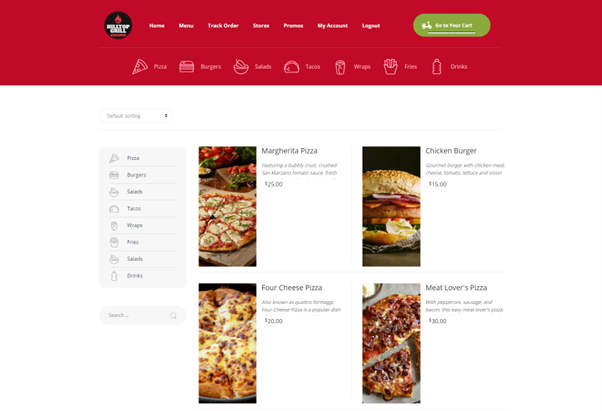 HILLTOP
GRILL
Home Menu Track Order Stores Promos My Account Logout
Go to Your Cart
Pizza Burgers Salads Tacos Wraps Fries Drinks
Default sorting
Pizza
Burgers
Salads
Tacos
Wraps
Fries
Salads
Drinks
Search ...
Margherita Pizza
Featuring a bubbly crust, crushed
San Marzano tomato sauce, fresh
$25.00
Chicken Burger
Gourmet burger with chicken meat,
cheese, tomato, lettuce and onion
$15.00
Four Cheese Pizza
Also known as quattro formaggi,
Four Cheese Pizza is a popular dish
$20.00
Meat Lover's Pizza
With pepperoni, sausage, and
bacon, this easy meat lover's pizza
$30.00